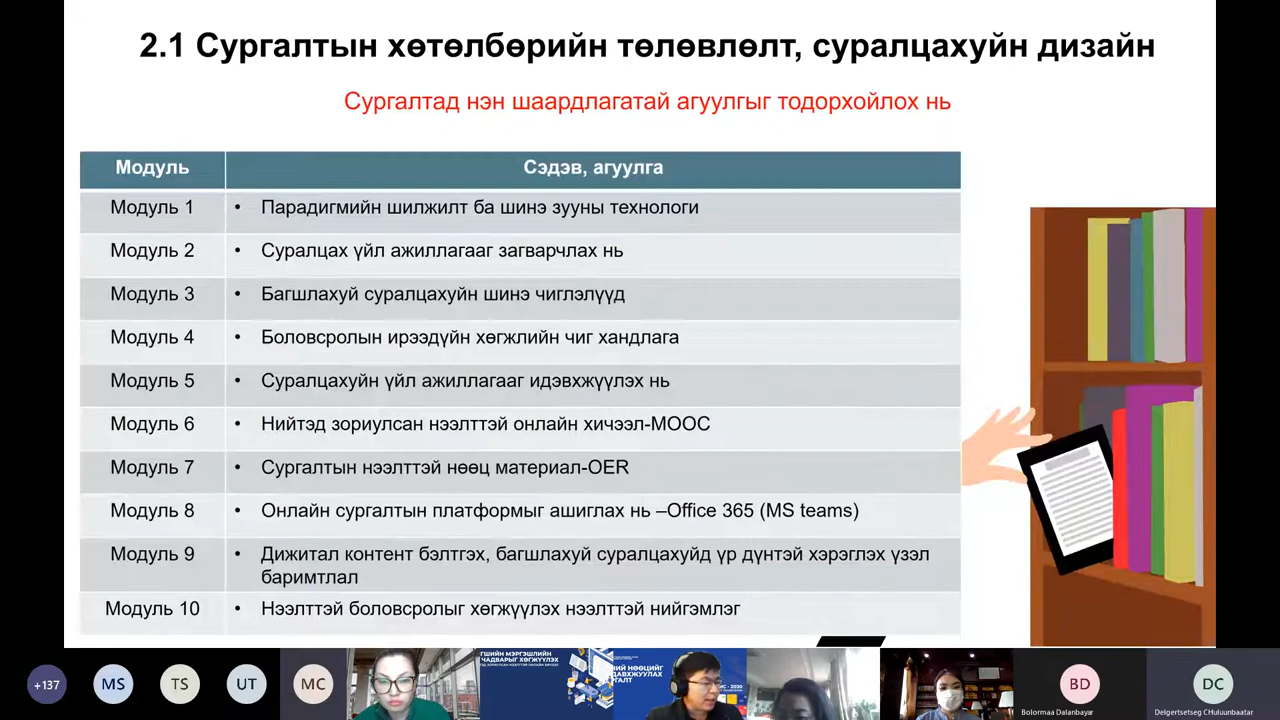 2.1 Сургалтын хөтөлбөрийн төлөвлөлт, суралцахуйн дизайн
Сургалтад нэн шаардлагатай агуулгыг тодорхойлох нь
Модуль Сэдэв, агуулга
Модуль 1 • Парадигмийн шилжилт ба шинэ зууны технологи
Модуль 2 • Суралцах үйл ажиллагааг загварчлах нь
Модуль 3 • Багшлахуй суралцахуйн шинэ чиглэлүүд
Модуль 4 • Боловсролын ирээдүйн хөгжлийн чиг хандлага
Модуль 5 • Суралцахуйн үйл ажиллагааг идэвхжүүлэх нь
Модуль 6 • Нийтэд зориулсан нээлттэй онлайн хичээл-MOOC
Модуль 7 • Сургалтын нээлттэй нөөц материал-OER
Модуль 8 • Онлайн сургалтын платформыг ашиглах нь –Office 365 (MS teams)
Модуль 9 • Дижитал контент бэлтгэх, багшлахуй суралцахуйд үр дүнтэй хэрэглэх үзэл
баримтлал
Модуль 10 • Нээлттэй боловсролыг хөгжүүлэх нээлттэй нийгэмлэг
+137 MS TS UT MC BD DC
ГШИЙН МЭРГЭШЛИЙН
ЧАДВАРЫГ ХӨГЖҮҮЛЭХ
Bolormaa Dalanbayar
Delgertsetseg CHuluunbaatar